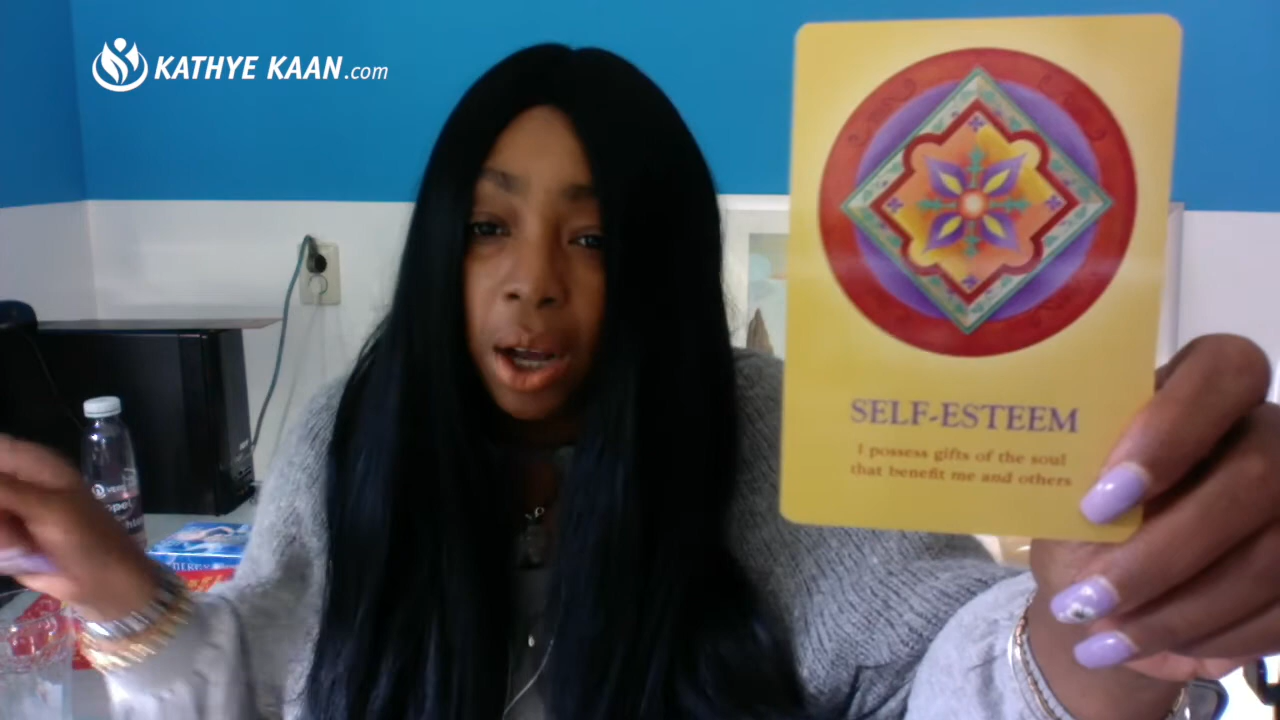 KATHYE KAAN.com
SELF-ESTEEM
I possess gifts of the soul
that benefit me and others